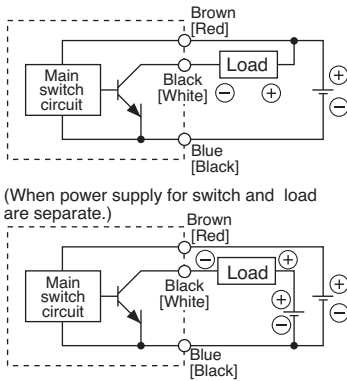 Brown
[Red]
Main
switch
circuit
Load
Black
[White]
⊖ ⊕
⊕
⊖
Blue
[Black]
(When power supply for switch and load
are separate.)
Brown
[Red]
⊖ Load ⊕
Main
switch
circuit
Black
[White]
⊕ ⊕
⊖ ⊖
Blue
[Black]